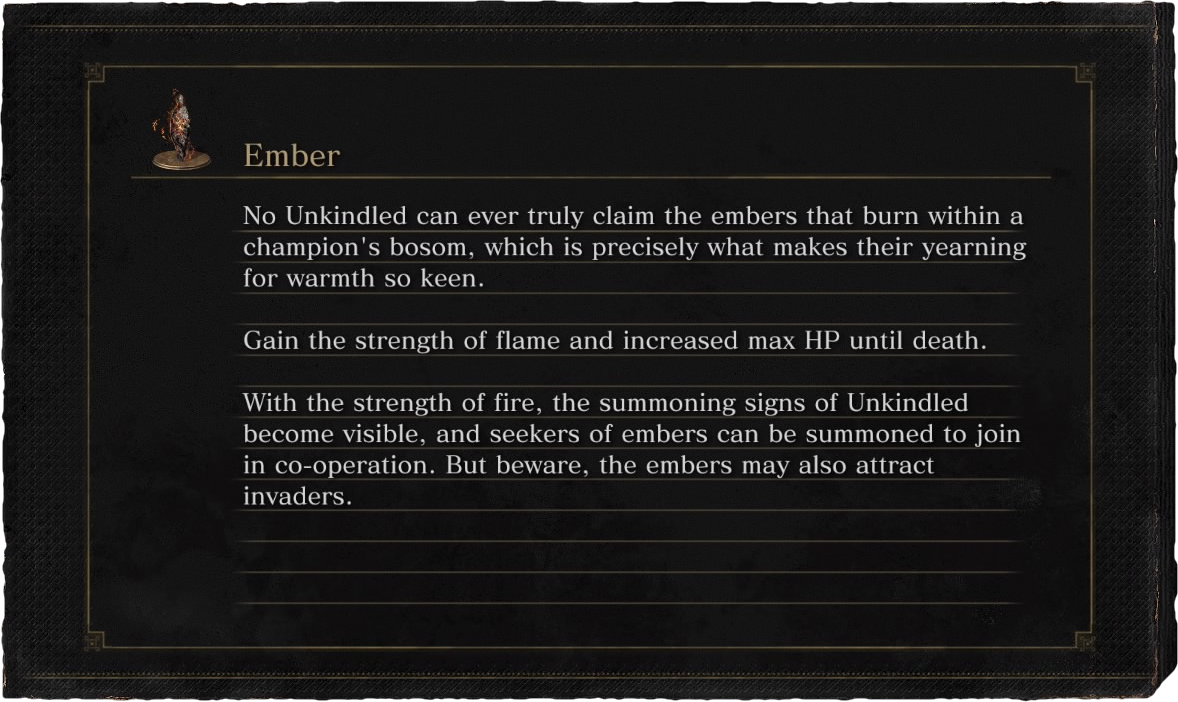 Ember
No Unkindled can ever truly claim the embers that burn within a
champion's bosom, which is precisely what makes their yearning
for warmth so keen.
Gain the strength of flame and increased max HP until death.
With the strength of fire, the summoning signs of Unkindled
become visible, and seekers of embers can be summoned to join
in co-operation. But beware, the embers may also attract
invaders.